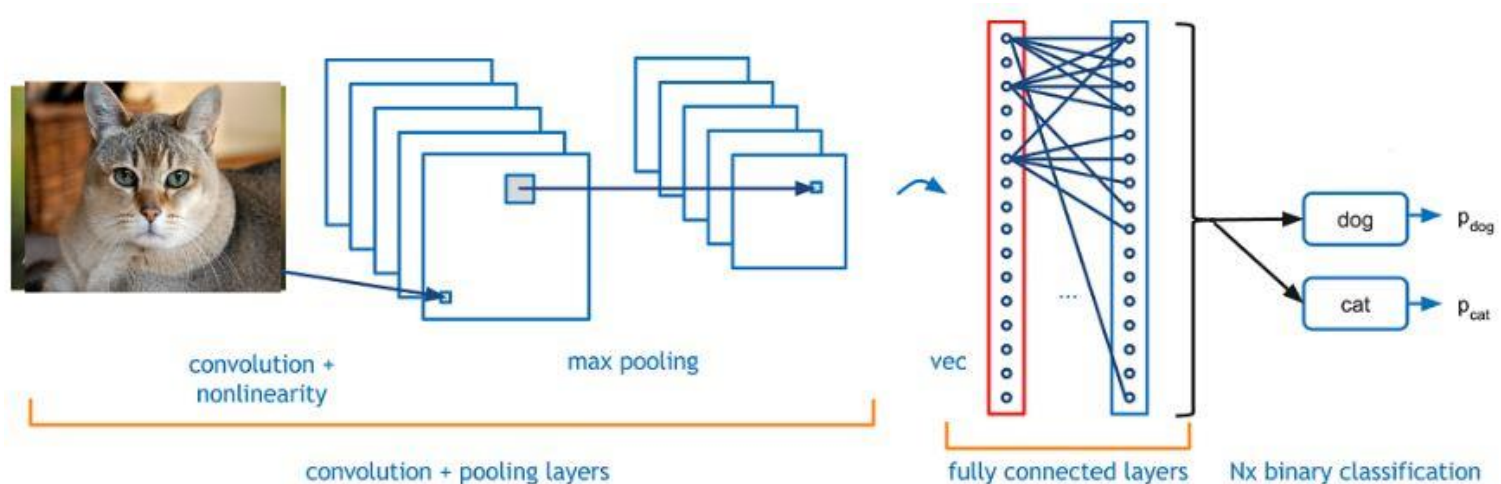 convolution +
nonlinearity
max pooling
vec
....
dog
p_dog
cat
p_cat
convolution + pooling layers
fully connected layers
Nx binary classification